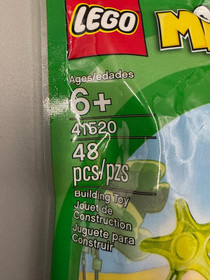 LEGO
Ages/edades
6+
41520
48
pcs/pzs
Building Toy
Jouet de
Construction
Juguete para
Construir